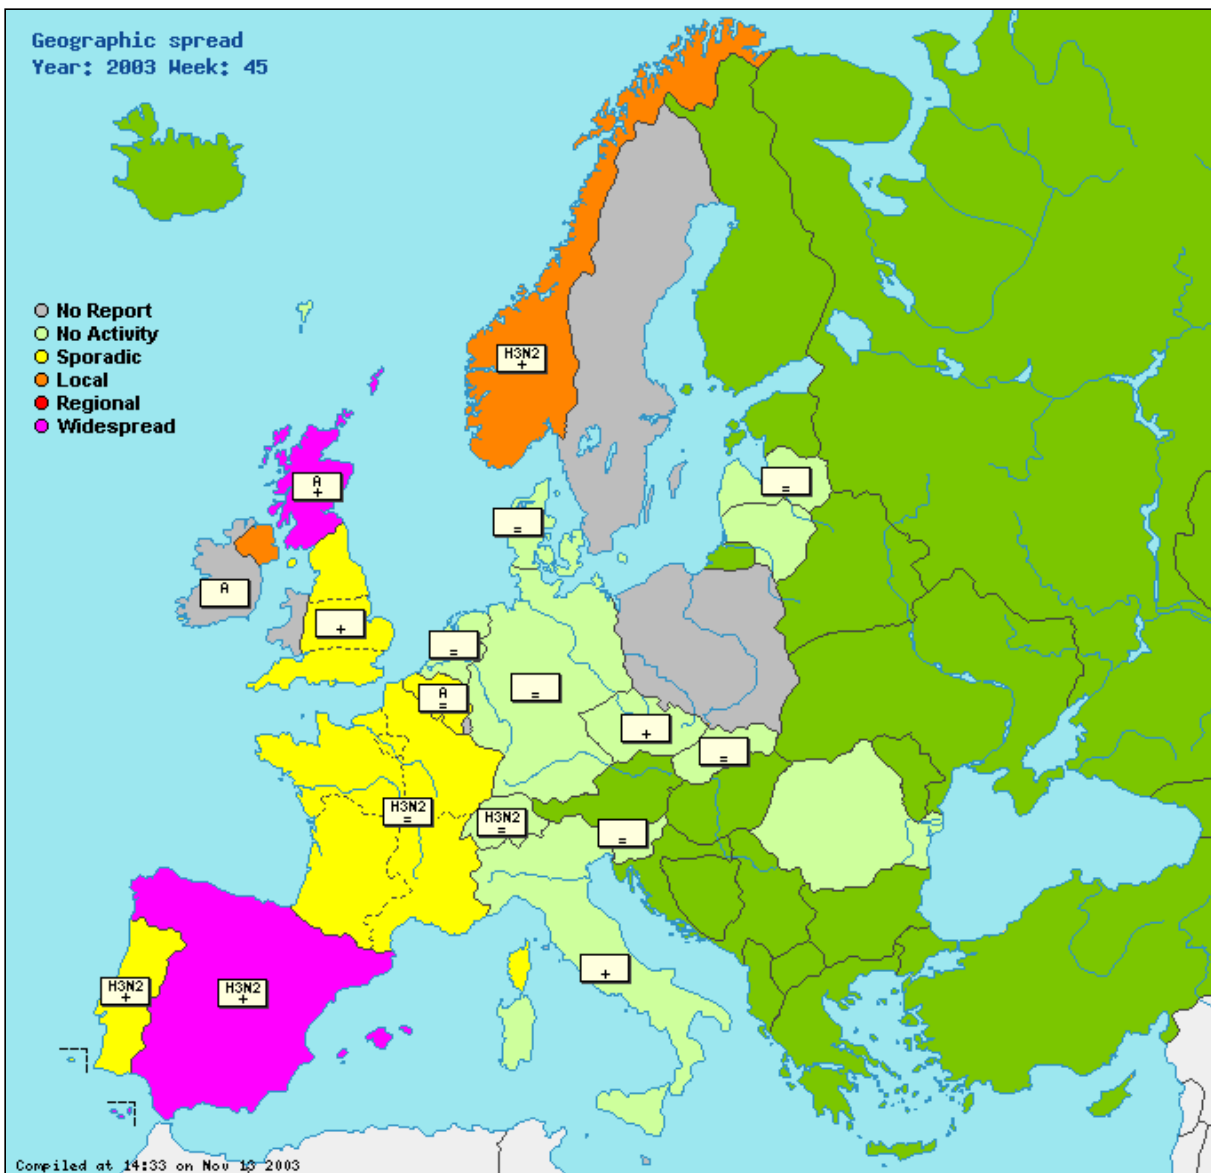 Geographic spread
Year: 2003 Week: 45
No Report
No Activity
Sporadic
Local
Regional
Widespread
H3N2
+
A
+
=
=
A
+
=
=
A
=
+
=
H3N2
=
H3N2
=
=
+
H3N2
+
H3N2
+
Compiled at 14:33 on Nov 13 2003